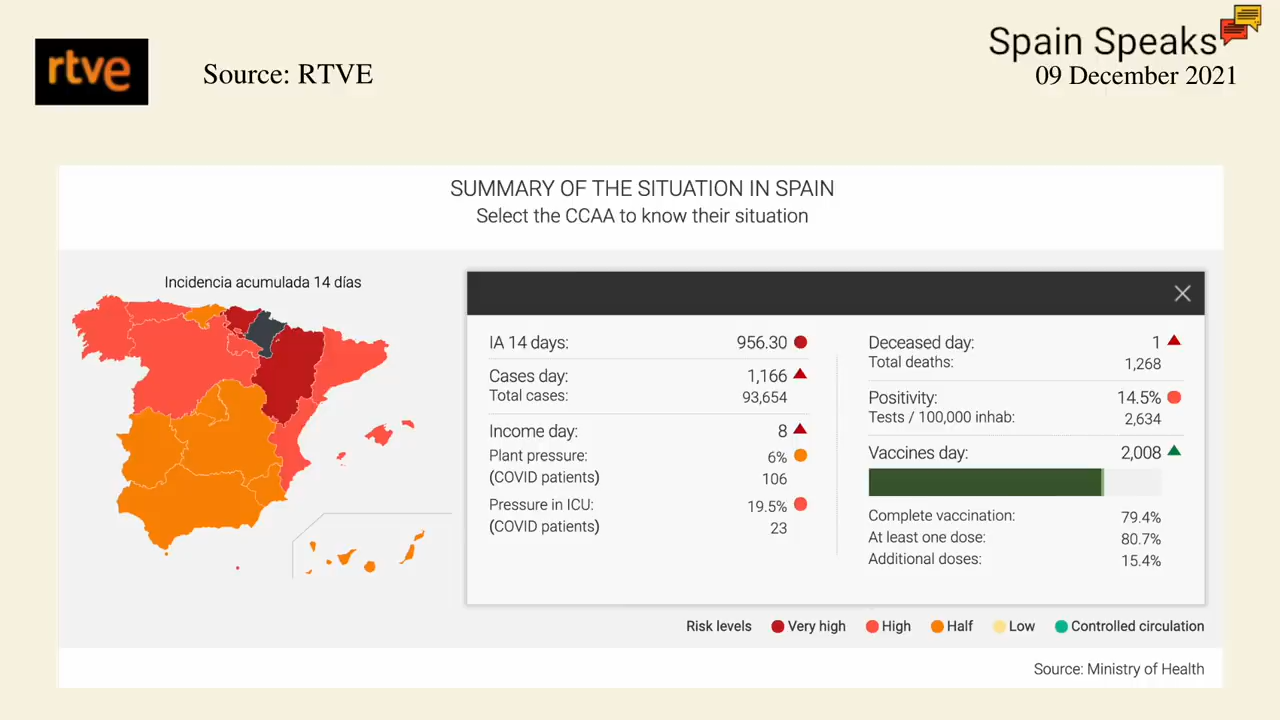 rtve
Source: RTVE
Spain Speaks
09 December 2021
SUMMARY OF THE SITUATION IN SPAIN
Select the CCAA to know their situation
Incidencia acumulada 14 días
IA 14 days: 956.30
Cases day: 1,166
Total cases: 93,654
Income day: 8
Plant pressure: 6%
(COVID patients) 106
Pressure in ICU: 19.5%
(COVID patients) 23
Deceased day: 1
Total deaths: 1,268
Positivity: 14.5%
Tests / 100,000 inhab: 2,634
Vaccines day: 2,008
Complete vaccination: 79.4%
At least one dose: 80.7%
Additional doses: 15.4%
Risk levels Very high High Half Low Controlled circulation
Source: Ministry of Health